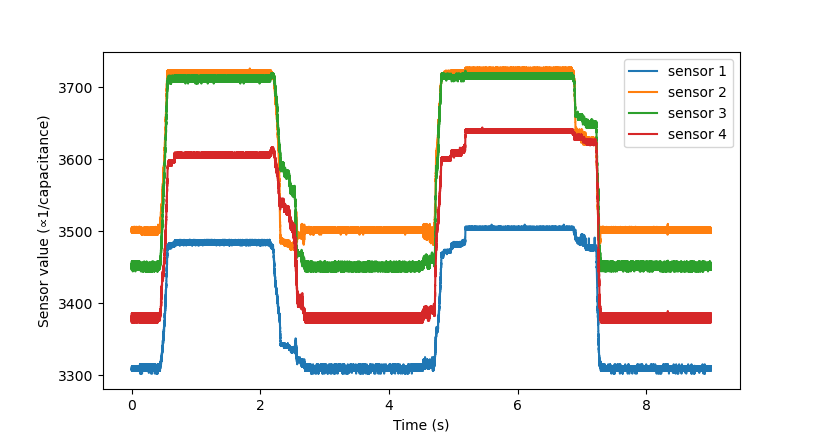 3700
3600
3500
3400
3300
Sensor value (∝1/capacitance)
sensor 1
sensor 2
sensor 3
sensor 4
0 2 4 6 8
Time (s)